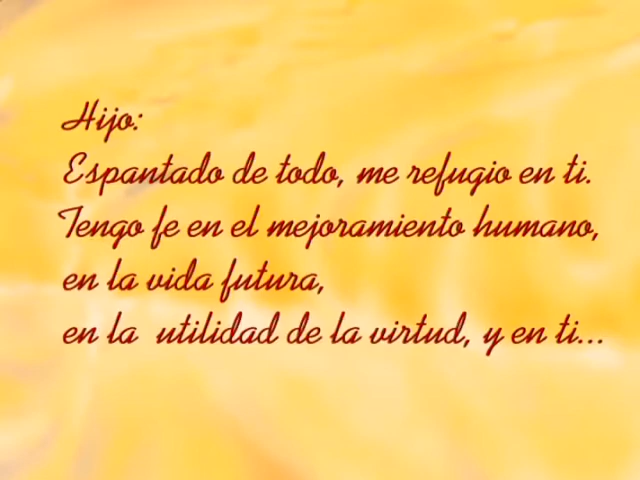 Hijo:
Espantado de todo, me refugio en ti.
Tengo fe en el mejoramiento humano,
en la vida futura,
en la utilidad de la virtud, y en ti...